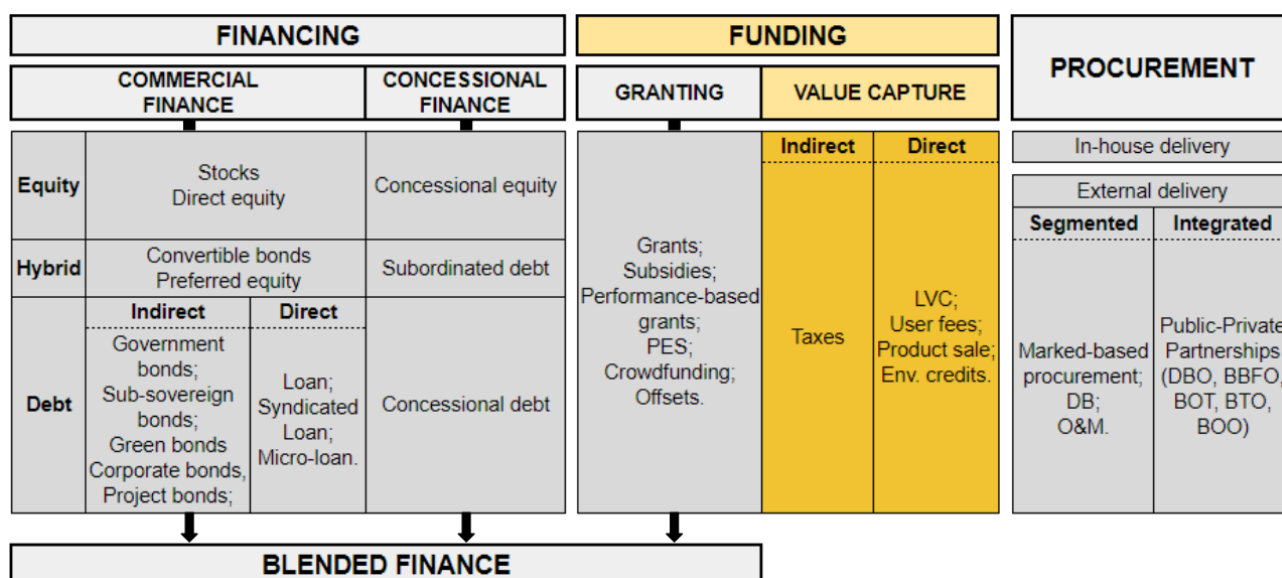 FINANCING
COMMERCIAL
FINANCE
CONCESSIONAL
FINANCE
Equity
Stocks
Direct equity
Concessional equity
Hybrid
Convertible bonds
Preferred equity
Subordinated debt
Debt
Indirect
Government
bonds;
Sub-sovereign
bonds;
Green bonds
Corporate bonds,
Project bonds;
Direct
Loan;
Syndicated
Loan;
Micro-loan.
Concessional debt
FUNDING
GRANTING
VALUE CAPTURE
Grants;
Subsidies;
Performance-based
grants;
PES;
Crowdfunding;
Offsets.
Indirect
Taxes
Direct
LVC;
User fees;
Product sale;
Env. credits.
PROCUREMENT
In-house delivery
External delivery
Segmented
Marked-based
procurement;
DB;
O&M.
Integrated
Public-Private
Partnerships
(DBO, BBFO,
BOT, BTO,
BOO)
BLENDED FINANCE